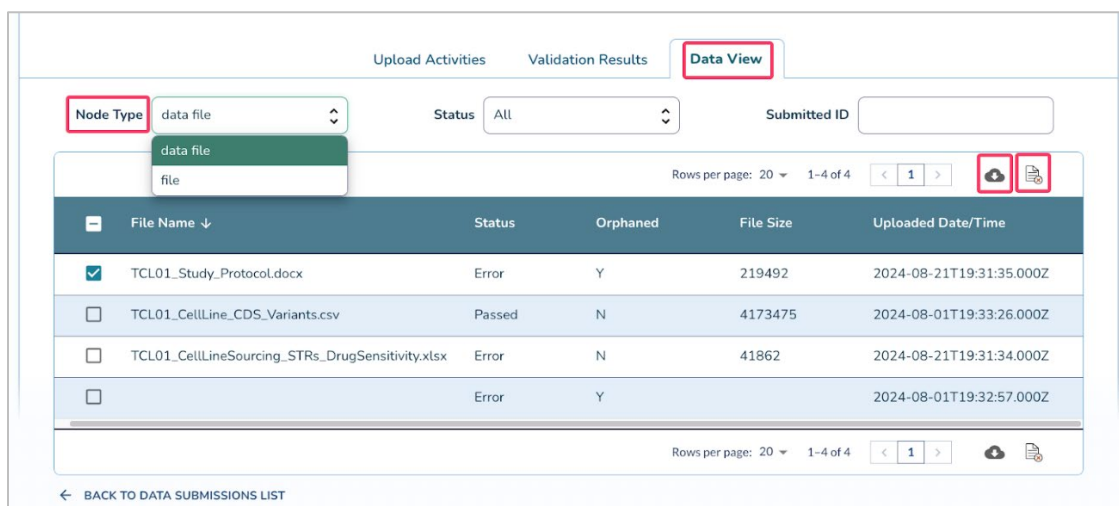 Upload Activities Validation Results Data View
Node Type data file Status All Submitted ID
data file
file
Rows per page: 20 1–4 of 4 < 1 >
File Name ↓ Status Orphaned File Size Uploaded Date/Time
TCL01_Study_Protocol.docx Error Y 219492 2024-08-21T19:31:35.000Z
TCL01_CellLine_CDS_Variants.csv Passed N 4173475 2024-08-01T19:33:26.000Z
TCL01_CellLineSourcing_STRs_DrugSensitivity.xlsx Error N 41862 2024-08-21T19:31:34.000Z
Error Y 2024-08-01T19:32:57.000Z
Rows per page: 20 1–4 of 4 < 1 >
← BACK TO DATA SUBMISSIONS LIST